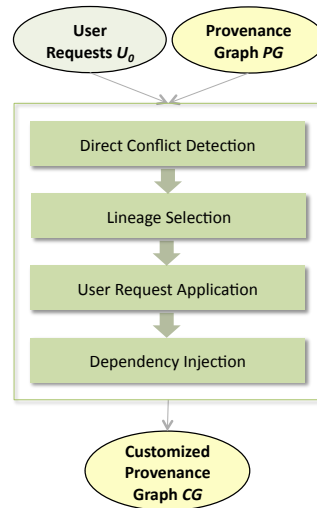 User
Requests U0
Provenance
Graph PG
Direct Conflict Detection
Lineage Selection
User Request Application
Dependency Injection
Customized
Provenance
Graph CG